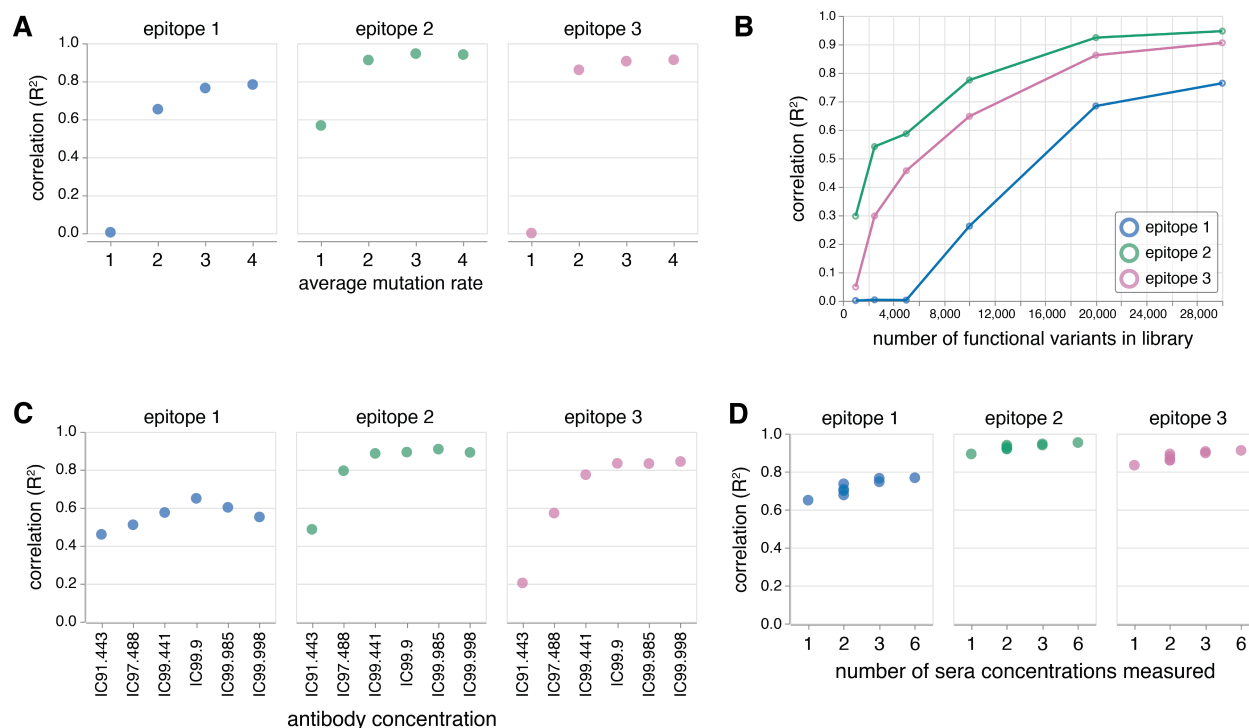 A
epitope 1
epitope 2
epitope 3
correlation (R²)
1.0
0.8
0.6
0.4
0.2
0.0
1 2 3 4
1 2 3 4
1 2 3 4
average mutation rate
B
correlation (R²)
1.0
0.9
0.8
0.7
0.6
0.5
0.4
0.3
0.2
0.1
0.0
0 4,000 8,000 12,000 16,000 20,000 24,000 28,000
number of functional variants in library
epitope 1
epitope 2
epitope 3
C
epitope 1
epitope 2
epitope 3
correlation (R²)
1.0
0.8
0.6
0.4
0.2
0.0
IC91.443
IC97.488
IC99.441
IC99.9
IC99.985
IC99.998
IC91.443
IC97.488
IC99.441
IC99.9
IC99.985
IC99.998
IC91.443
IC97.488
IC99.441
IC99.9
IC99.985
IC99.998
antibody concentration
D
epitope 1
epitope 2
epitope 3
correlation (R²)
1.0
0.8
0.6
0.4
0.2
0.0
1 2 3 6
1 2 3 6
1 2 3 6
number of sera concentrations measured